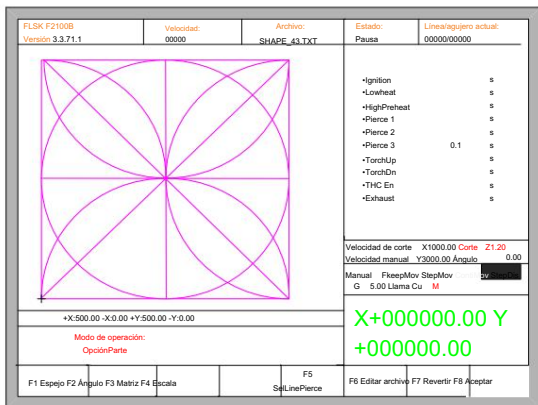 FLSK F2100B
Versión 3.3.71.1
Velocidad:
00000
Archivo:
SHAPE_43.TXT
Estado:
Pausa
Línea/agujero actual:
00000/00000
•Ignition s
•Lowheat s
•HighPreheat s
•Pierce 1 s
•Pierce 2 s
•Pierce 3 0.1 s
•TorchUp s
•TorchDn s
•THC En s
•Exhaust s
Velocidad de corte X1000.00 Corte Z1.20
Velocidad manual Y3000.00 Ángulo 0.00
Manual FkeepMov StepMov ov StepDis
G 5.00 Llama Cu M
+X:500.00 -X:0.00 +Y:500.00 -Y:0.00
Modo de operación:
OpciónParte
X+000000.00 Y
+000000.00
F1 Espejo F2 Ángulo F3 Matriz F4 Escala
F5
SelLinePierce
F6 Editar archivo F7 Revertir F8 Aceptar